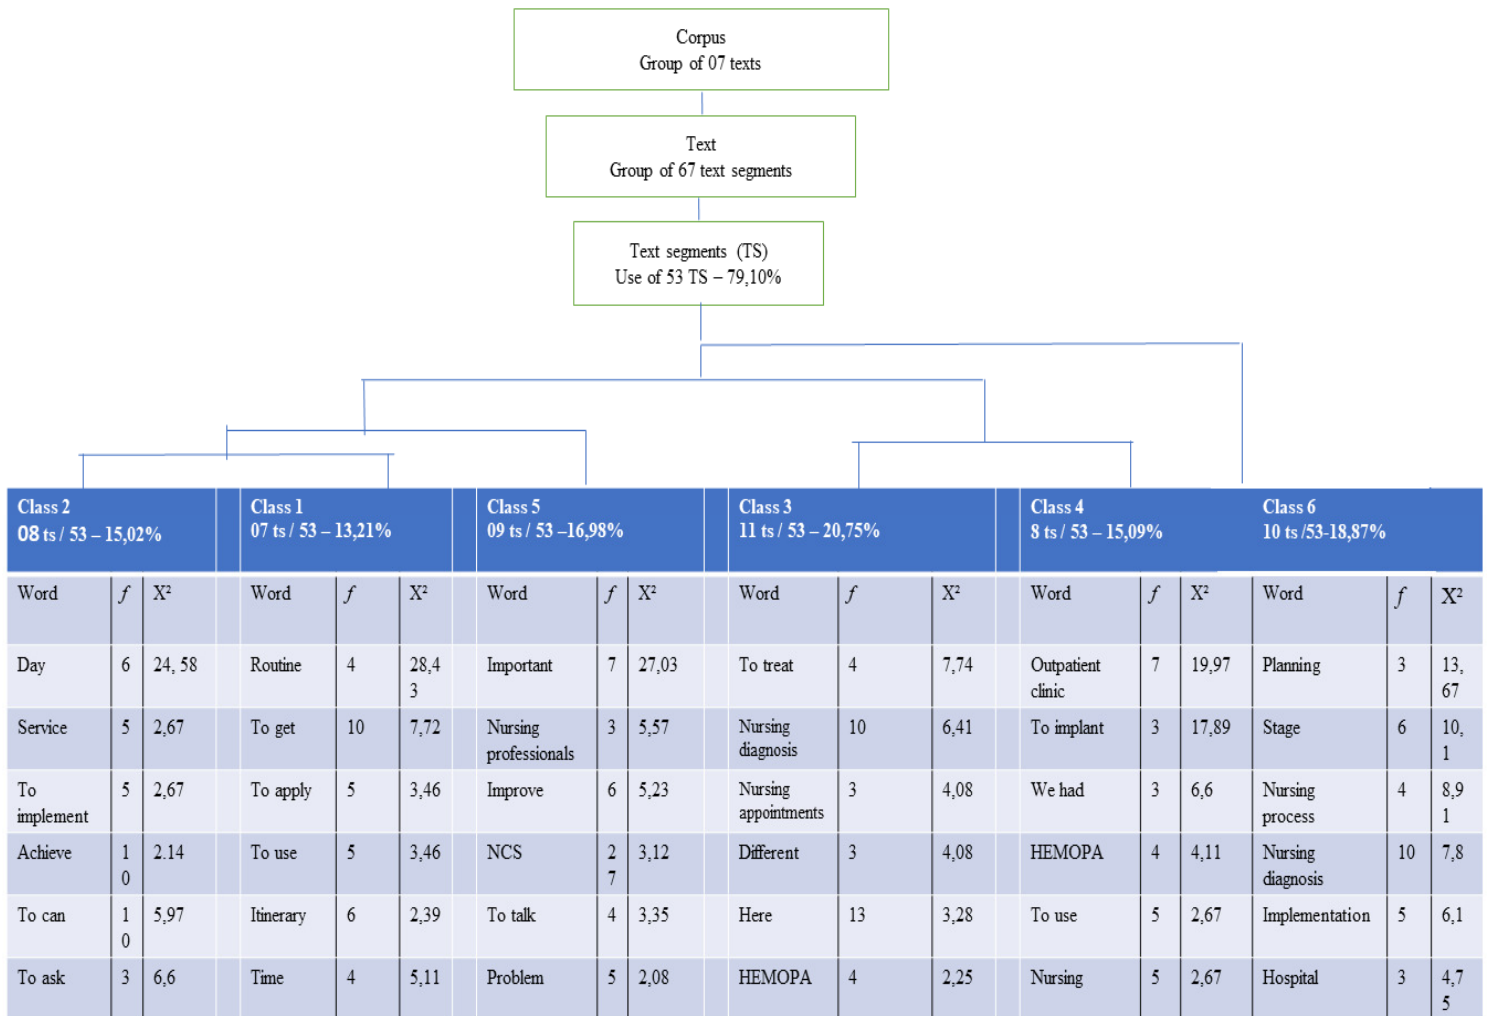 Corpus
Group of 07 texts
Text
Group of 67 text segments
Text segments (TS)
Use of 53 TS – 79,10%
Class 2
08 ts / 53 – 15,02%
Class 1
07 ts / 53 – 13,21%
Class 5
09 ts / 53 –16,98%
Class 3
11 ts / 53 – 20,75%
Class 4
8 ts / 53 – 15,09%
Class 6
10 ts /53-18,87%
Word f X² Word f X² Word f X² Word f X² Word f X² Word f X²
Day 6 24, 58 Routine 4 28,4
3
Important 7 27,03 To treat 4 7,74 Outpatient
clinic
7 19,97 Planning 3 13,
67
Service 5 2,67 To get 10 7,72 Nursing
professionals
3 5,57 Nursing
diagnosis
10 6,41 To implant 3 17,89 Stage 6 10,
1
To
implement
5 2,67 To apply 5 3,46 Improve 6 5,23 Nursing
appointments
3 4,08 We had 3 6,6 Nursing
process
4 8,9
1
Achieve 1
0
2.14 To use 5 3,46 NCS 2
7
3,12 Different 3 4,08 HEMOPA 4 4,11 Nursing
diagnosis
10 7,8
To can 1
0
5,97 Itinerary 6 2,39 To talk 4 3,35 Here 13 3,28 To use 5 2,67 Implementation 5 6,1
To ask 3 6,6 Time 4 5,11 Problem 5 2,08 HEMOPA 4 2,25 Nursing 5 2,67 Hospital 3 4,7
5